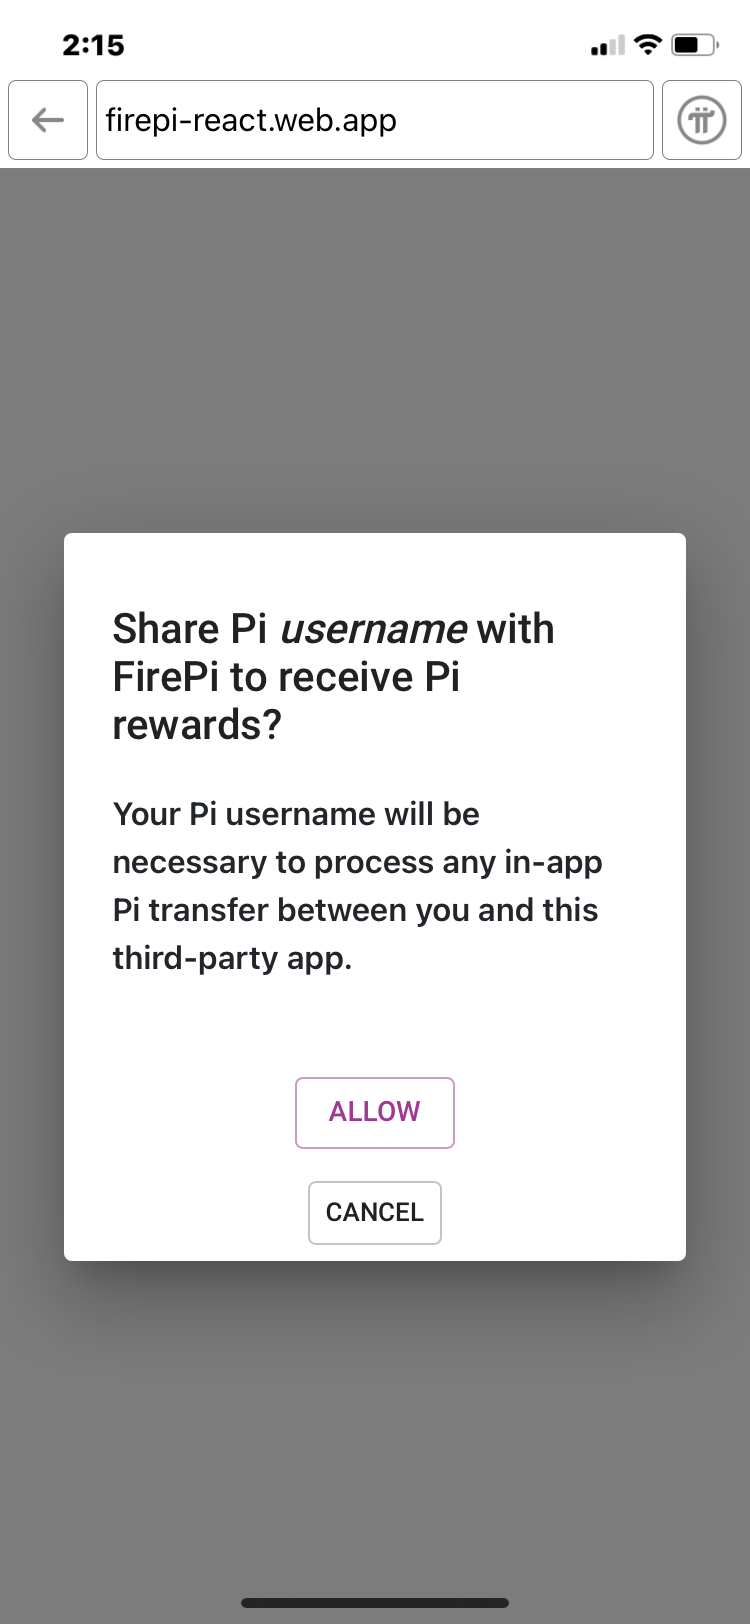 2:15
firepi-react.web.app
Share Pi username with
FirePi to receive Pi
rewards?
Your Pi username will be
necessary to process any in-app
Pi transfer between you and this
third-party app.
ALLOW
CANCEL